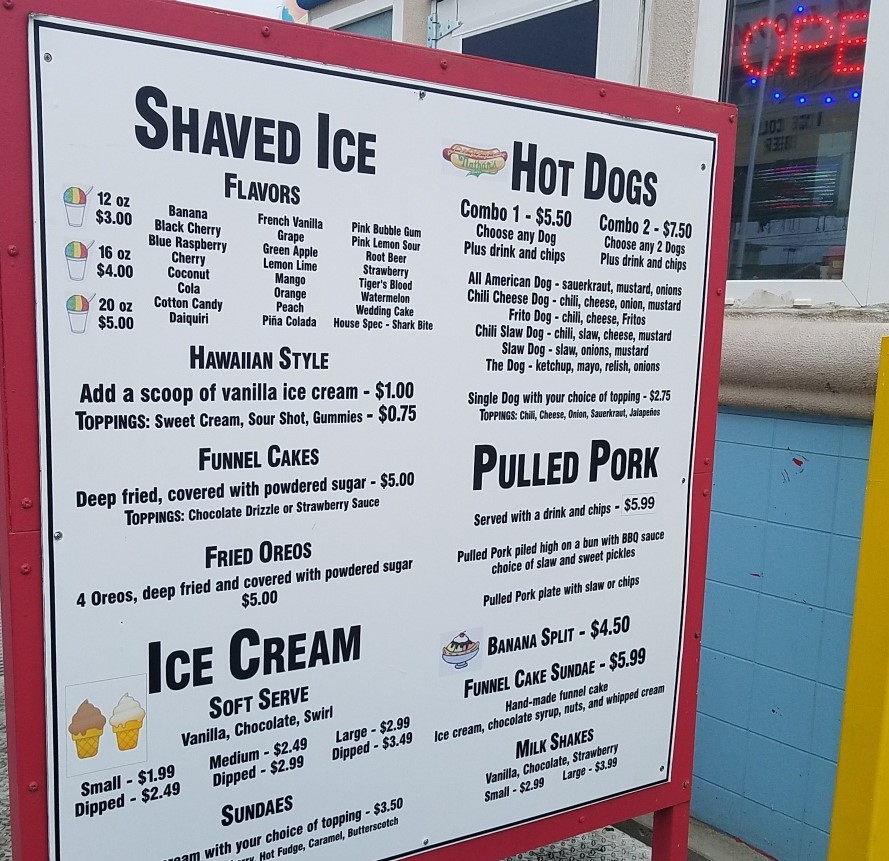 SHAVED ICE
FLAVORS
12 oz
$3.00
16 oz
$4.00
20 oz
$5.00
Banana
Black Cherry
Blue Raspberry
Cherry
Coconut
Cola
Cotton Candy
Daiquiri
French Vanilla
Grape
Green Apple
Lemon Lime
Mango
Orange
Peach
Piña Colada
Pink Bubble Gum
Pink Lemon Sour
Root Beer
Strawberry
Tiger's Blood
Watermelon
Wedding Cake
House Spec - Shark Bite
HAWAIIAN STYLE
Add a scoop of vanilla ice cream - $1.00
TOPPINGS: Sweet Cream, Sour Shot, Gummies - $0.75
FUNNEL CAKES
Deep fried, covered with powdered sugar - $5.00
TOPPINGS: Chocolate Drizzle or Strawberry Sauce
FRIED OREOS
4 Oreos, deep fried and covered with powdered sugar
$5.00
ICE CREAM
SOFT SERVE
Vanilla, Chocolate, Swirl
Small - $1.99
Dipped - $2.49
Medium - $2.49
Dipped - $2.99
Large - $2.99
Dipped - $3.49
SUNDAES
with your choice of topping - $3.50
Hot Fudge, Caramel, Butterscotch
Nathan's
HOT DOGS
Combo 1 - $5.50
Choose any Dog
Plus drink and chips
Combo 2 - $7.50
Choose any 2 Dogs
Plus drink and chips
All American Dog - sauerkraut, mustard, onions
Chili Cheese Dog - chili, cheese, onion, mustard
Frito Dog - chili, cheese, Fritos
Chili Slaw Dog - chili, slaw, cheese, mustard
Slaw Dog - slaw, onions, mustard
The Dog - ketchup, mayo, relish, onions
Single Dog with your choice of topping - $2.75
TOPPINGS: Chili, Cheese, Onion, Sauerkraut, Jalapeños
PULLED PORK
Served with a drink and chips - $5.99
Pulled Pork piled high on a bun with BBQ sauce
choice of slaw and sweet pickles
Pulled Pork plate with slaw or chips
BANANA SPLIT - $4.50
FUNNEL CAKE SUNDAE - $5.99
Hand-made funnel cake
Ice cream, chocolate syrup, nuts, and whipped cream
MILK SHAKES
Vanilla, Chocolate, Strawberry
Small - $2.99 Large - $3.99
OPE